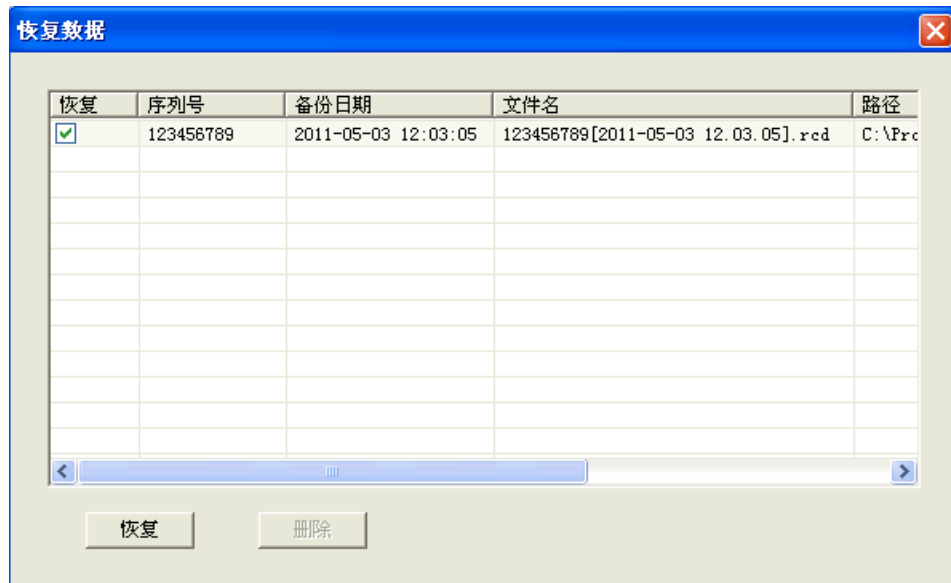 恢复数据
恢复 序列号 备份日期 文件名 路径
123456789 2011-05-03 12:03:05 123456789[2011-05-03 12.03.05].rcd C:\Pro
恢复 删除